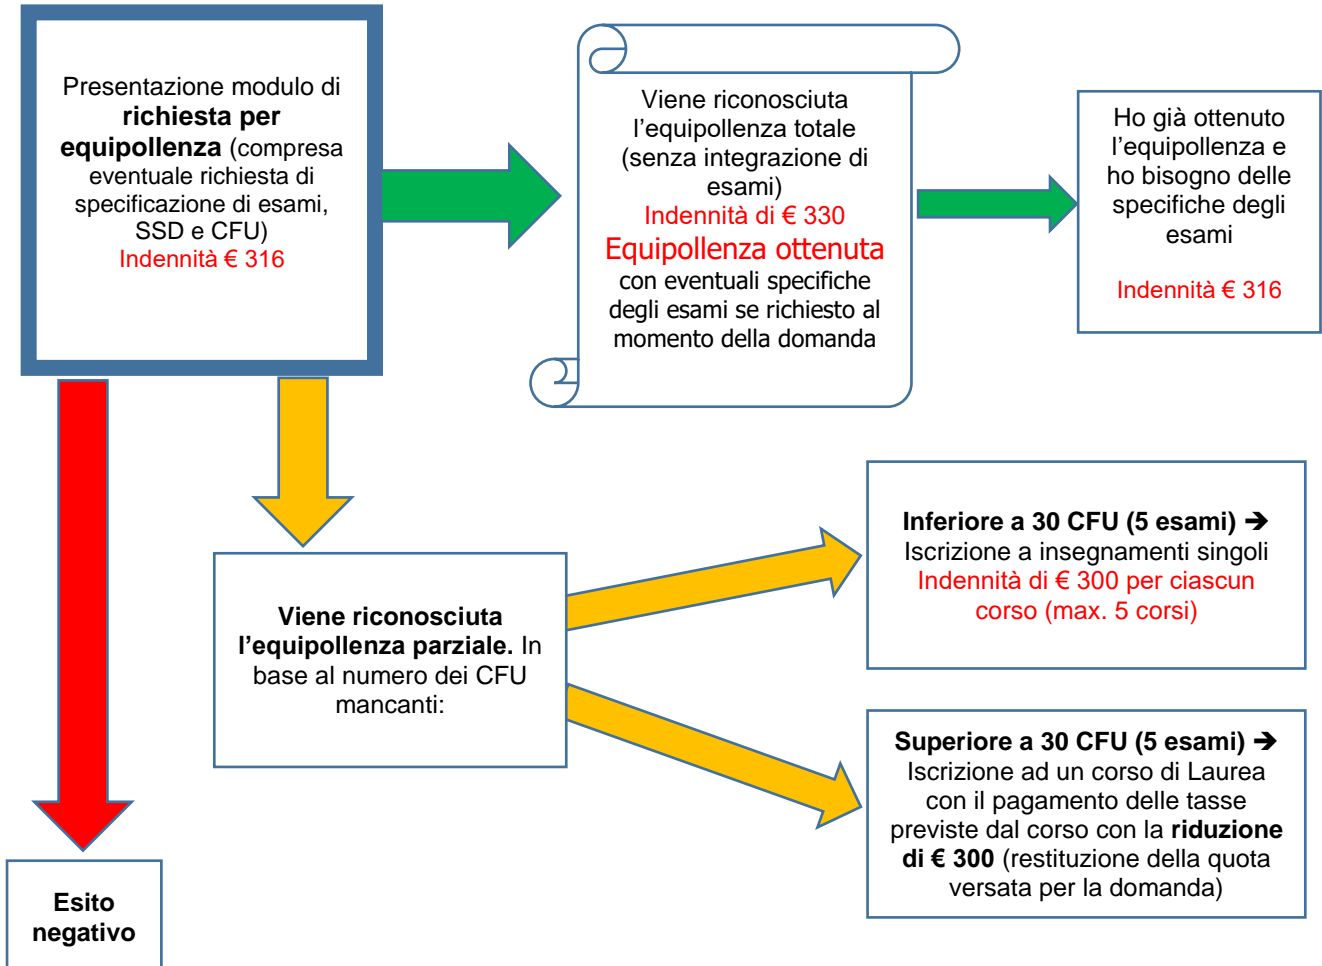 Presentazione modulo di
richiesta per
equipollenza (compresa
eventuale richiesta di
specificazione di esami,
SSD e CFU)
Indennità € 316
Viene riconosciuta
l’equipollenza totale
(senza integrazione di
esami)
Indennità di € 330
Equipollenza ottenuta
con eventuali specifiche
degli esami se richiesto al
momento della domanda
Ho già ottenuto
l’equipollenza e
ho bisogno delle
specifiche degli
esami
Indennità € 316
Viene riconosciuta
l’equipollenza parziale. In
base al numero dei CFU
mancanti:
Inferiore a 30 CFU (5 esami) ➔
Iscrizione a insegnamenti singoli
Indennità di € 300 per ciascun
corso (max. 5 corsi)
Superiore a 30 CFU (5 esami) ➔
Iscrizione ad un corso di Laurea
con il pagamento delle tasse
previste dal corso con la riduzione
di € 300 (restituzione della quota
versata per la domanda)
Esito
negativo